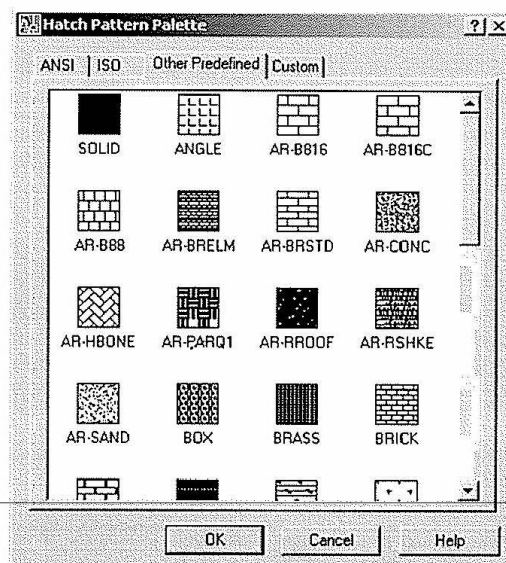 Hatch Pattern Palette
ANSI ISO Other Predefined Custom
SOLID ANGLE AR-B816 AR-B816C
AR-B88 AR-BRELM AR-BRSTD AR-CONC
AR-HBONE AR-PARQ1 AR-RROOF AR-RSHKE
AR-SAND BOX BRASS BRICK
OK Cancel Help